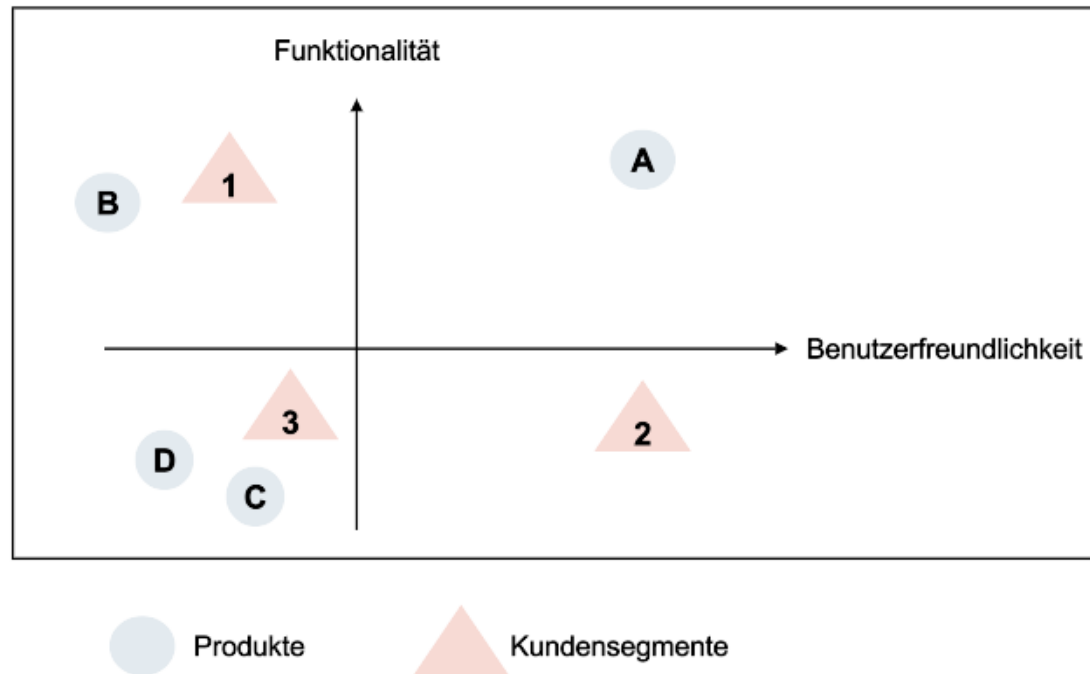 Funktionalität
A
1
B
Benutzerfreundlichkeit
3
2
D
C
Produkte
Kundensegmente